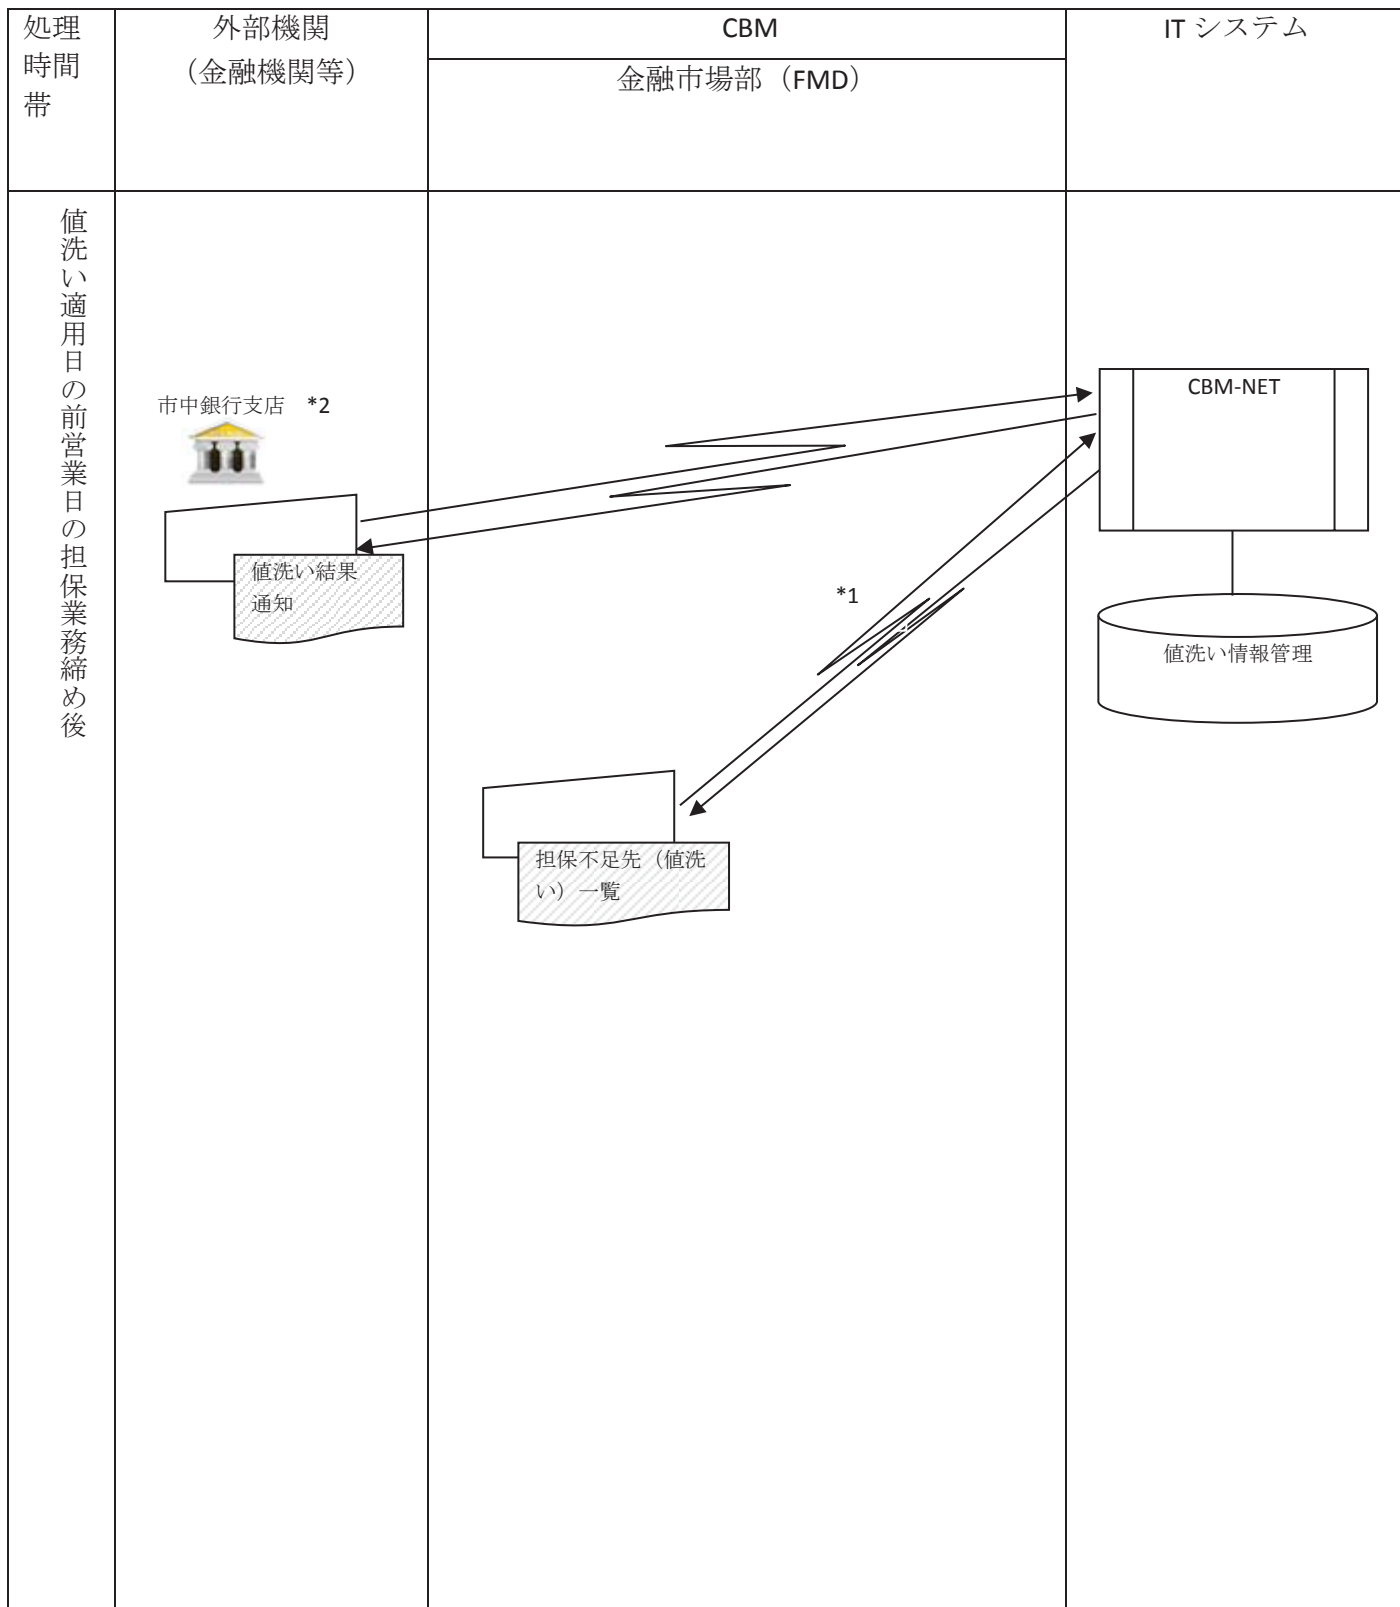 処理
時間
帯
外部機関
（金融機関等）
CBM
金融市場部（FMD）
IT システム
値洗い適用日の前営業日の担保業務締め後
市中銀行支店 *2
値洗い結果
通知
*1
担保不足先（値洗
い）一覧
CBM-NET
値洗い情報管理